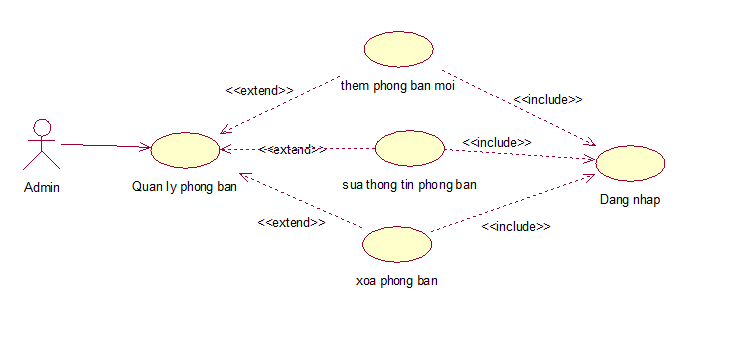 them phong ban moi
<<extend>>
<<include>>
Admin
Quan ly phong ban
<<extend>>
sua thong tin phong ban
<<include>>
Dang nhap
<<extend>>
xoa phong ban
<<include>>